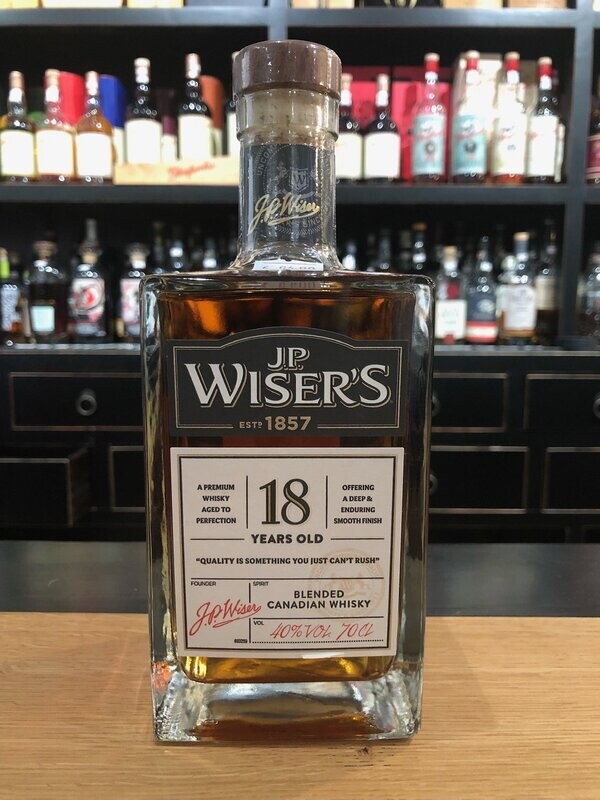 J.P. Wiser
J.P.
WISER'S
ESTD 1857
A PREMIUM
WHISKY
AGED TO
PERFECTION
18
OFFERING
A DEEP &
ENDURING
SMOOTH FINISH
YEARS OLD
"QUALITY IS SOMETHING YOU JUST CAN'T RUSH"
FOUNDER
J.P. Wiser
SPIRIT
BLENDED
CANADIAN WHISKY
VOL
40% VOL 70 CL